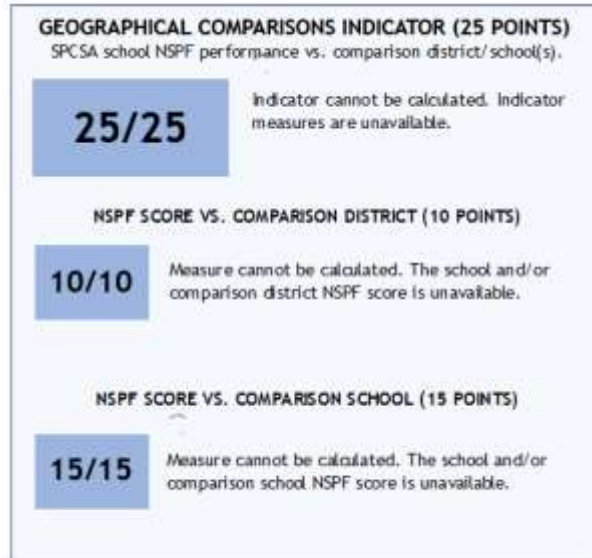 GEOGRAPHICAL COMPARISONS INDICATOR (25 POINTS)
SPCSA school NSPF performance vs. comparison district/school(s).
25/25
Indicator cannot be calculated. Indicator
measures are unavailable.
NSPF SCORE VS. COMPARISON DISTRICT (10 POINTS)
10/10
Measure cannot be calculated. The school and/or
comparison district NSPF score is unavailable.
NSPF SCORE VS. COMPARISON SCHOOL (15 POINTS)
15/15
Measure cannot be calculated. The school and/or
comparison school NSPF score is unavailable.